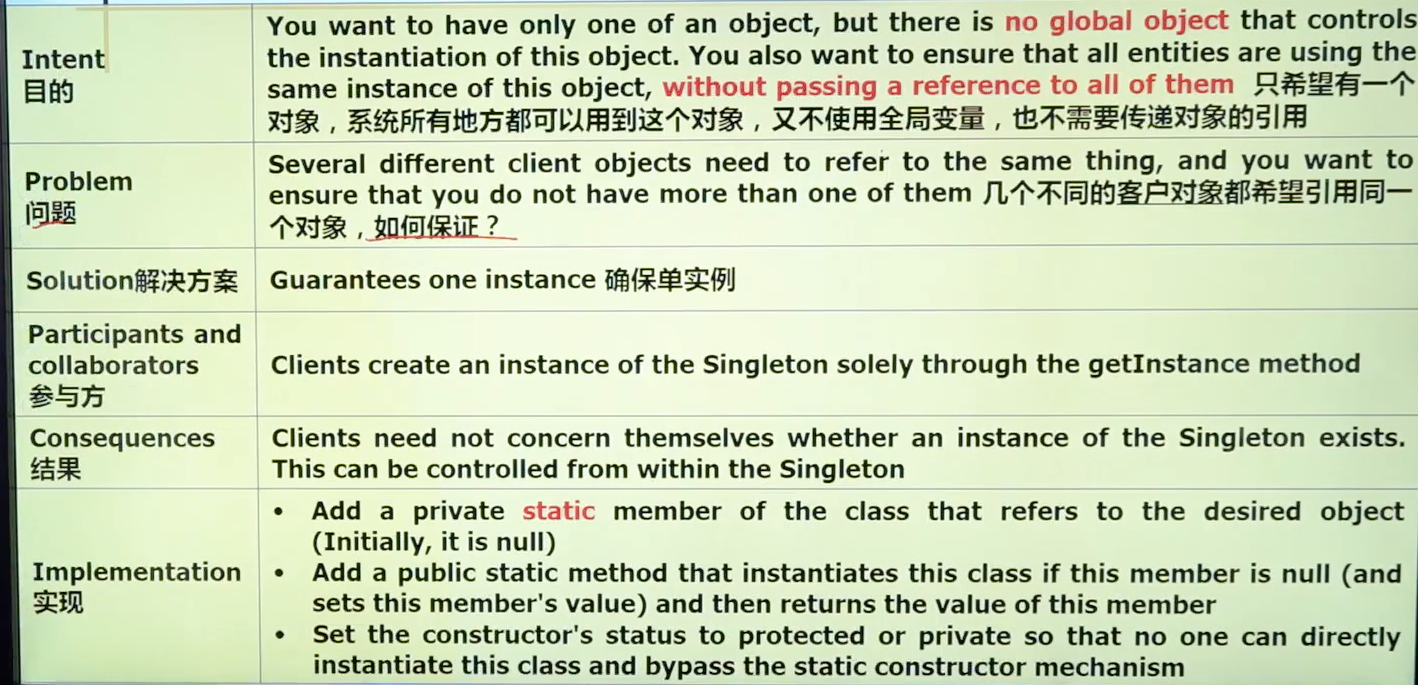 Intent
目的
You want to have only one of an object, but there is no global object that controls
the instantiation of this object. You also want to ensure that all entities are using the
same instance of this object, without passing a reference to all of them 只希望有一个
对象，系统所有地方都可以用到这个对象，又不使用全局变量，也不需要传递对象的引用
Problem
问题
Several different client objects need to refer to the same thing, and you want to
ensure that you do not have more than one of them 几个不同的客户对象都希望引用同一
个对象，如何保证？
Solution解决方案
Guarantees one instance 确保单实例
Participants and
collaborators
参与方
Clients create an instance of the Singleton solely through the getInstance method
Consequences
结果
Clients need not concern themselves whether an instance of the Singleton exists.
This can be controlled from within the Singleton
Implementation
实现
• Add a private static member of the class that refers to the desired object
(Initially, it is null)
• Add a public static method that instantiates this class if this member is null (and
sets this member's value) and then returns the value of this member
• Set the constructor's status to protected or private so that no one can directly
instantiate this class and bypass the static constructor mechanism